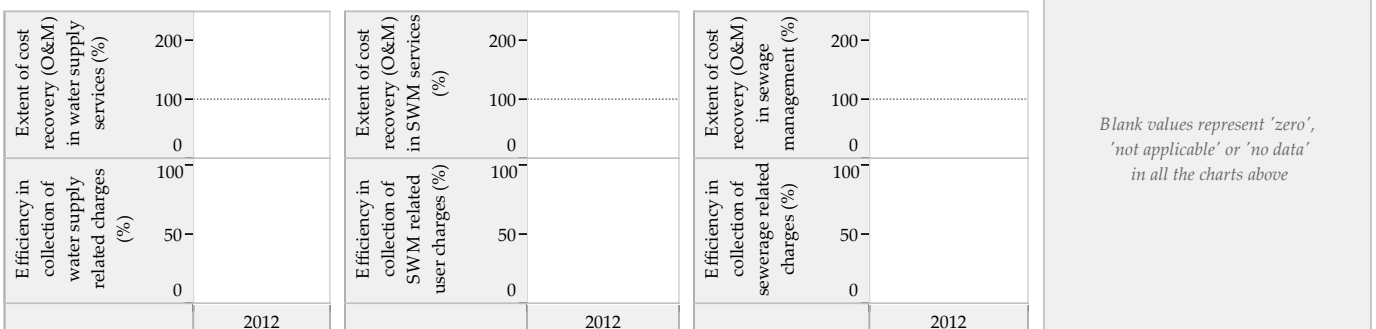 Extent of cost
recovery (O&M)
in water supply
services (%)
200
100
0
Efficiency in
collection of
water supply
related charges
(%)
100
50
0
2012
Extent of cost
recovery (O&M)
in SWM services
(%)
200
100
0
Efficiency in
collection of
SWM related
user charges (%)
100
50
0
2012
Extent of cost
recovery (O&M)
in sewage
management (%)
200
100
0
Efficiency in
collection of
sewerage related
charges (%)
100
50
0
2012
Blank values represent 'zero',
'not applicable' or 'no data'
in all the charts above